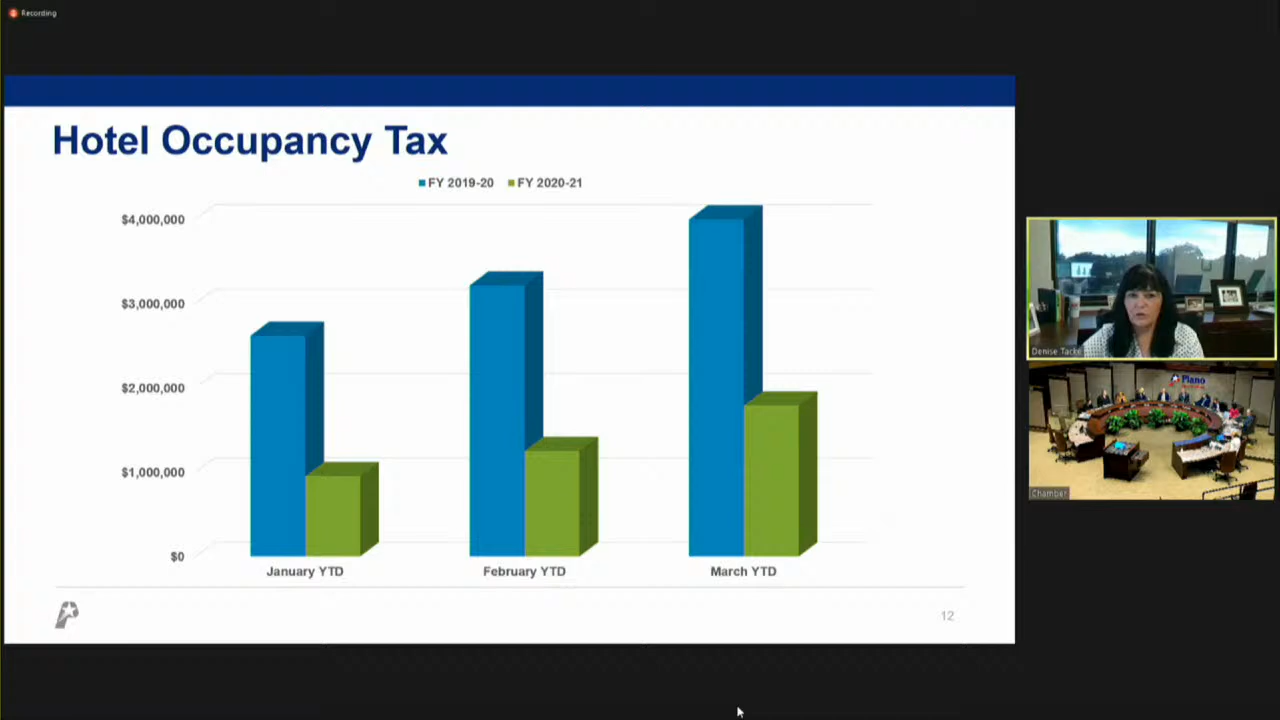 Recording
Hotel Occupancy Tax
FY 2019-20 FY 2020-21
$4,000,000
$3,000,000
$2,000,000
$1,000,000
$0
January YTD February YTD March YTD
12
Denise Tacke
Plano
Chamber